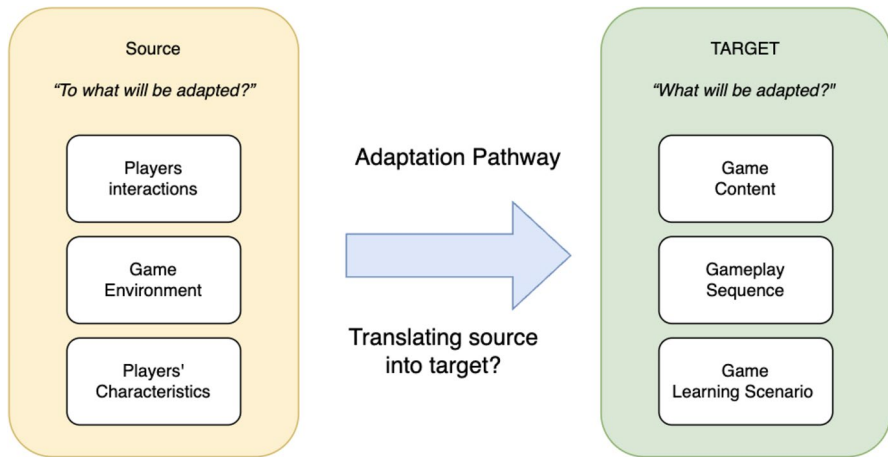 Source
“To what will be adapted?”
Players
interactions
Game
Environment
Players'
Characteristics
Adaptation Pathway
Translating source
into target?
TARGET
“What will be adapted?"
Game
Content
Gameplay
Sequence
Game
Learning Scenario